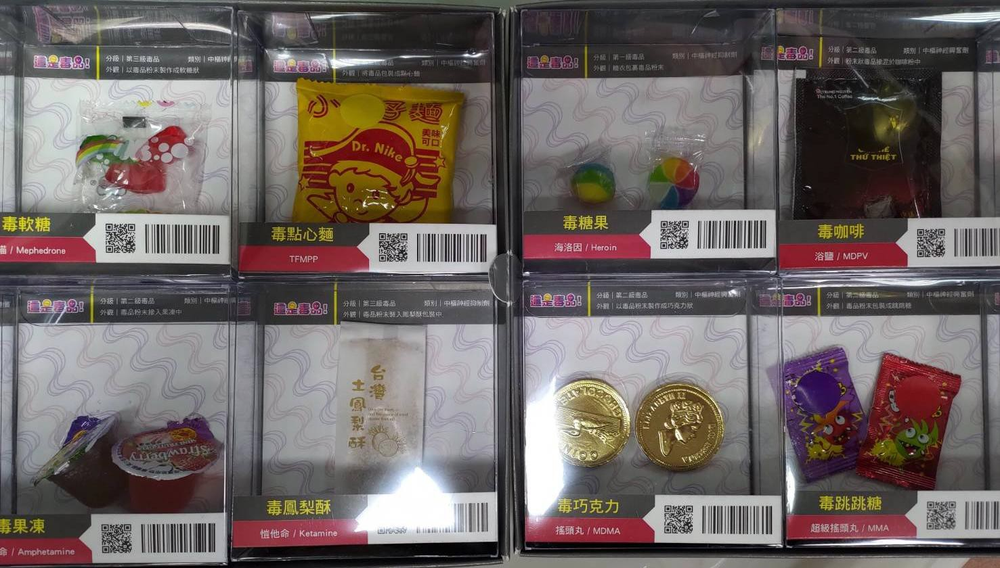 這是毒品!
分級｜第三級毒品
外觀｜以毒品粉末製作成軟糖狀
類別｜中樞神經
毒軟糖
/ Mephedrone
這是毒品!
外觀｜將毒品包裝成點心麵
小
子麵
美味
可口
Dr. Nike
毒點心麵
TFMPP
這是毒品!
分級｜第一級毒品
類別｜中樞神經抑制劑
外觀｜糖衣包裹毒品粉末
毒糖果
海洛因 / Heroin
這是毒品!
分級｜第二級毒品
類別｜中樞神經興奮劑
外觀｜粉末狀毒品摻混於咖啡粉中
TRUNG NGUYEN
The No.1 Coffee
THỨ THIỆT
毒咖啡
浴鹽 / MDPV
這是毒品!
分級｜第二級毒品
類別｜中樞神經
外觀｜毒品粉末摻入果凍中
Strawberry
毒果凍
命 / Amphetamine
這是毒品!
分級｜第三級毒品
類別｜中樞神經抑制劑
外觀｜毒品粉末裝入鳳梨酥包裝中
台灣
土鳳梨酥
毒鳳梨酥
愷他命 / Ketamine
這是毒品!
分級｜第二級毒品
類別｜中樞神經興奮劑
外觀｜以毒品粉末製作成巧克力狀
CHOCOLATE
COIN
ELIZABETH II
毒巧克力
搖頭丸 / MDMA
這是毒品!
分級｜第二級毒品
類別｜中樞神經興奮劑
外觀｜毒品粉末包裝成跳跳糖
毒跳跳糖
超級搖頭丸 / MMA